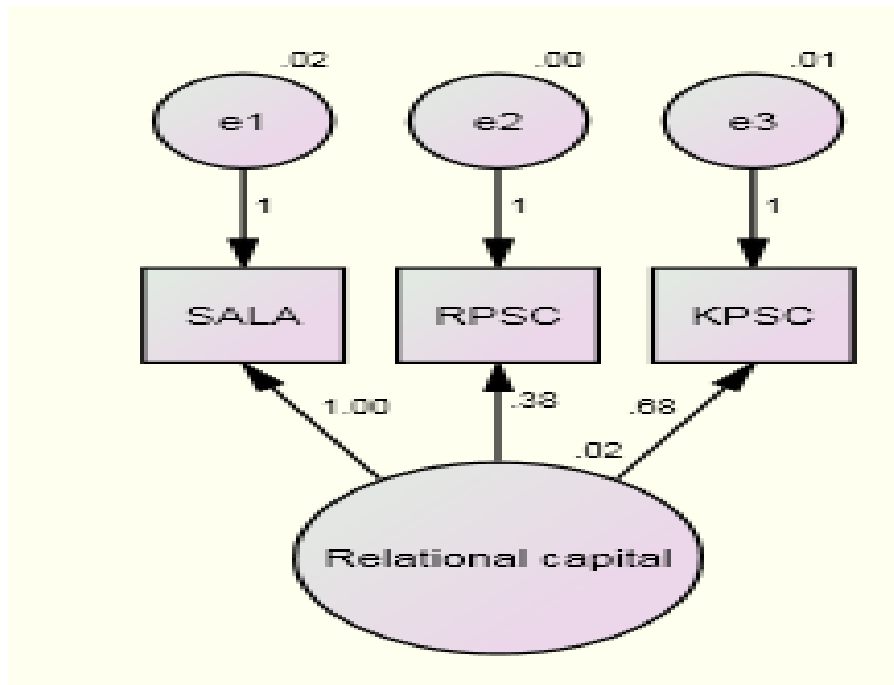 .02 .00 .01
e1 e2 e3
1 1 1
SALA RPSC KPSC
1.00 .38 .68
.02
Relational capital